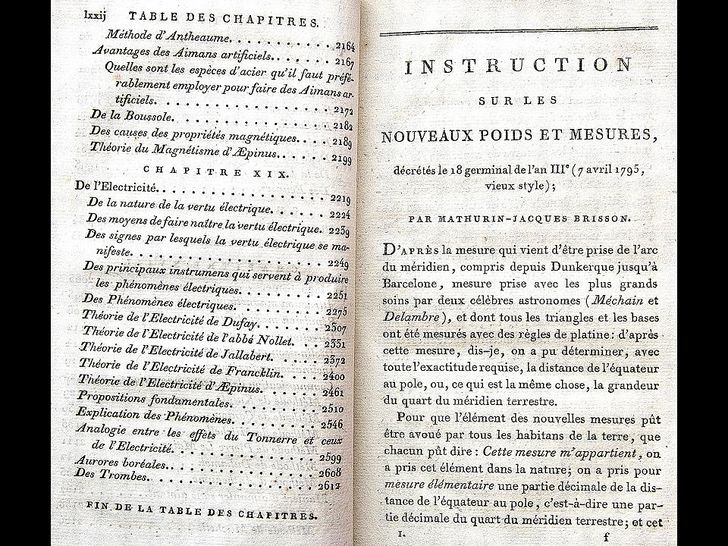 lxxij TABLE DES CHAPITRES.
Méthode d'Antheaume. 2164
Avantages des Aimans artificiels. 2167
Quelles sont les espèces d'acier qu'il faut préfé-
rablement employer pour faire des Aimans ar-
tificiels. 2172
De la Boussole. 2182
Des causes des propriétés magnétiques. 2189
Théorie du Magnétisme d'Æpinus. 2199
CHAPITRE XIX.
De l'Electricité. 2219
De la nature de la vertu électrique. 2224
Des moyens de faire naître la vertu électrique. 2239
Des signes par lesquels la vertu électrique se ma-
nifeste. 2249
Des principaux instrumens qui servent à produire
les phénomènes électriques. 2251
Des Phénomènes électriques. 2275
Théorie de l'Electricité de Dufay. 2307
Théorie de l'Electricité de l'abbé Nollet. 2331
Théorie de l'Electricité de Jallabert. 2372
Théorie de l'Electricité de Francklin. 2400
Théorie de l'Electricité d'Æpinus. 2461
Propositions fondamentales. 2510
Explication des Phénomènes. 2546
Analogie entre les effets du Tonnerre et ceux
de l'Electricité. 2599
Aurores boréales. 2608
Des Trombes. 2612
FIN DE LA TABLE DES CHAPITRES.
INSTRUCTION
SUR LES
NOUVEAUX POIDS ET MESURES,
décrétés le 18 germinal de l'an IIIe (7 avril 1795,
vieux style);
PAR MATHURIN-JACQUES BRISSON.
D'APRÈS la mesure qui vient d'être prise de l'arc
du méridien, compris depuis Dunkerque jusqu'à
Barcelone, mesure prise avec les plus grands
soins par deux célèbres astronomes (Méchain et
Delambre), et dont tous les triangles et les bases
ont été mesurés avec des règles de platine: d'après
cette mesure, dis-je, on a pu déterminer, avec
toute l'exactitude requise, la distance de l'équateur
au pole, ou, ce qui est la même chose, la grandeur
du quart du méridien terrestre.
Pour que l'élément des nouvelles mesures pût
être avoué par tous les habitans de la terre, que
chacun pût dire: Cette mesure m'appartient, on
a pris cet élément dans la nature; on a pris pour
mesure élémentaire une partie décimale de la dis-
tance de l'équateur au pole, c'est-à-dire une par-
tie décimale du quart du méridien terrestre; et cet
1. f